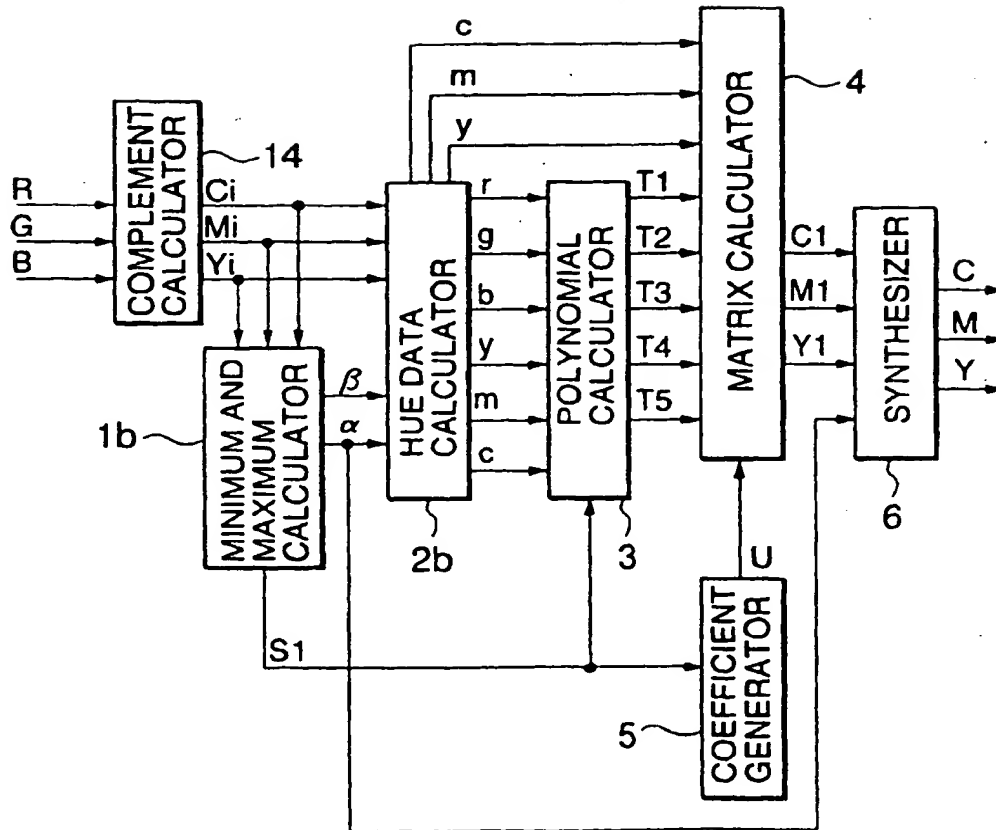 c
m
y
4
MATRIX CALCULATOR
COMPLEMENT
CALCULATOR
14
R
G
B
Ci
Mi
Yi
r
g
b
y
m
c
HUE DATA
CALCULATOR
2b
POLYNOMIAL
CALCULATOR
3
T1
T2
T3
T4
T5
C1
M1
Y1
SYNTHESIZER
6
C
M
Y
1b
MINIMUM AND
MAXIMUM
CALCULATOR
β
α
S1
U
5
COEFFICIENT
GENERATOR